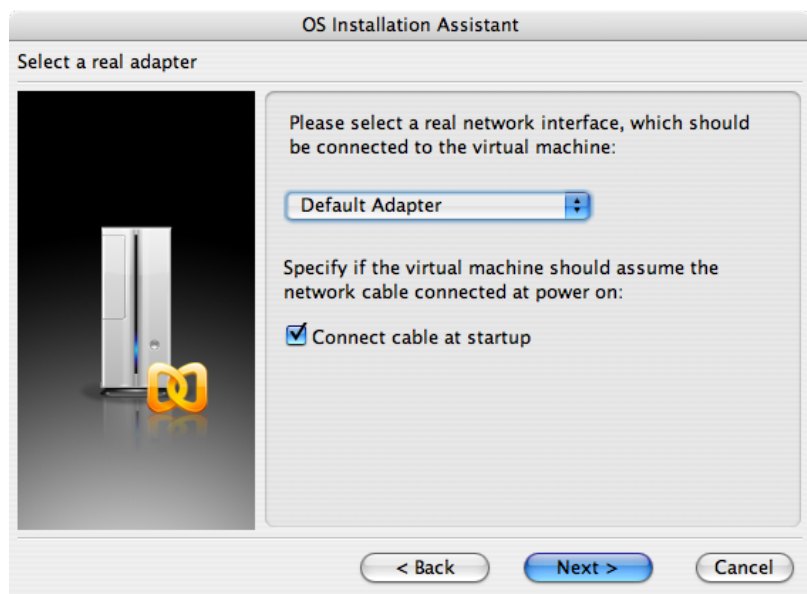 OS Installation Assistant
Select a real adapter
Please select a real network interface, which should
be connected to the virtual machine:
Default Adapter
Specify if the virtual machine should assume the
network cable connected at power on:
Connect cable at startup
< Back
Next >
Cancel